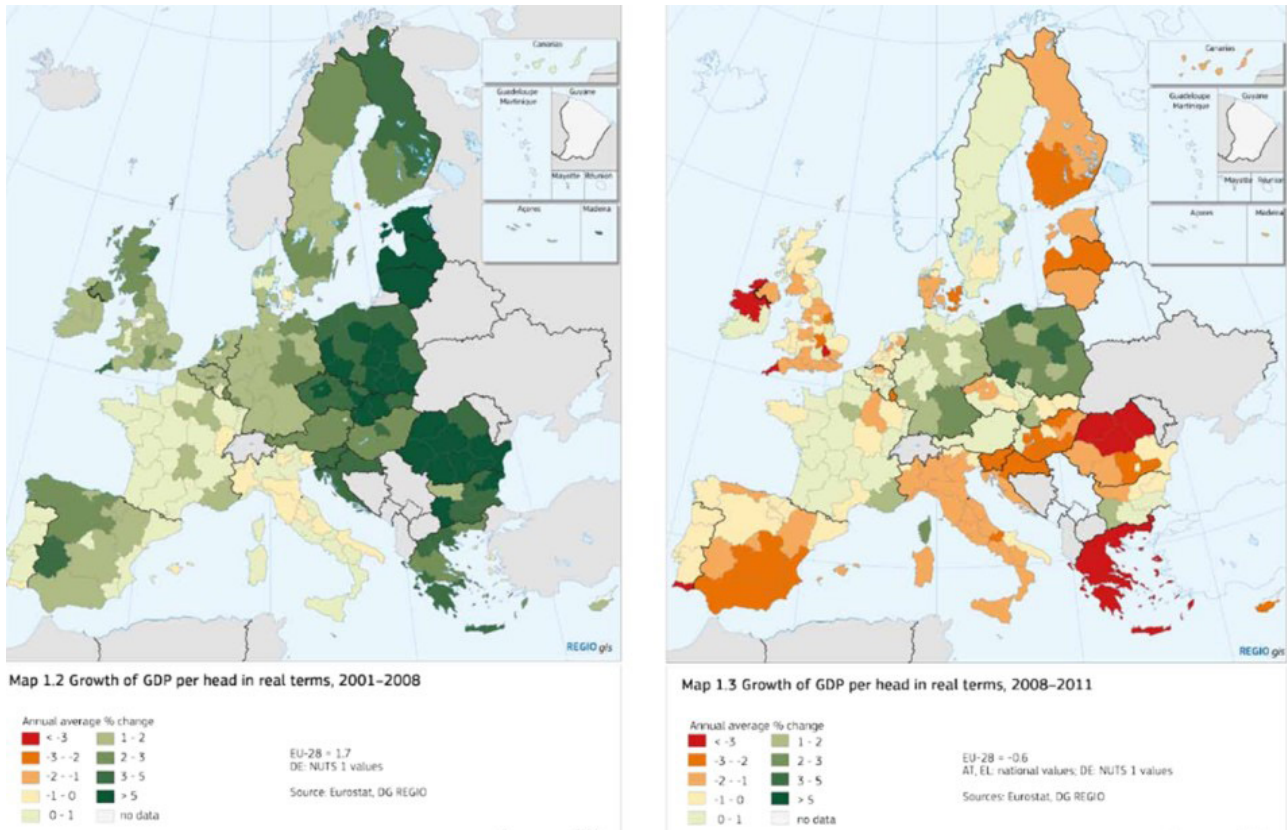 Canarias
Guadeloupe
Martinique
Guyane
Mayotte
Réunion
Açores
Madeira
REGIO gis
Map 1.2 Growth of GDP per head in real terms, 2001–2008
Annual average % change
< -3
-3 - -2
-2 - -1
-1 - 0
0 - 1
1 - 2
2 - 3
3 - 5
> 5
no data
EU-28 = 1.7
DE: NUTS 1 values
Source: Eurostat, DG REGIO
Canarias
Guadeloupe
Martinique
Guyane
Mayotte
Réunion
Açores
Madeira
REGIO gis
Map 1.3 Growth of GDP per head in real terms, 2008–2011
Annual average % change
< -3
-3 - -2
-2 - -1
-1 - 0
0 - 1
1 - 2
2 - 3
3 - 5
> 5
no data
EU-28 = -0.6
AT, EL: national values; DE: NUTS 1 values
Sources: Eurostat, DG REGIO